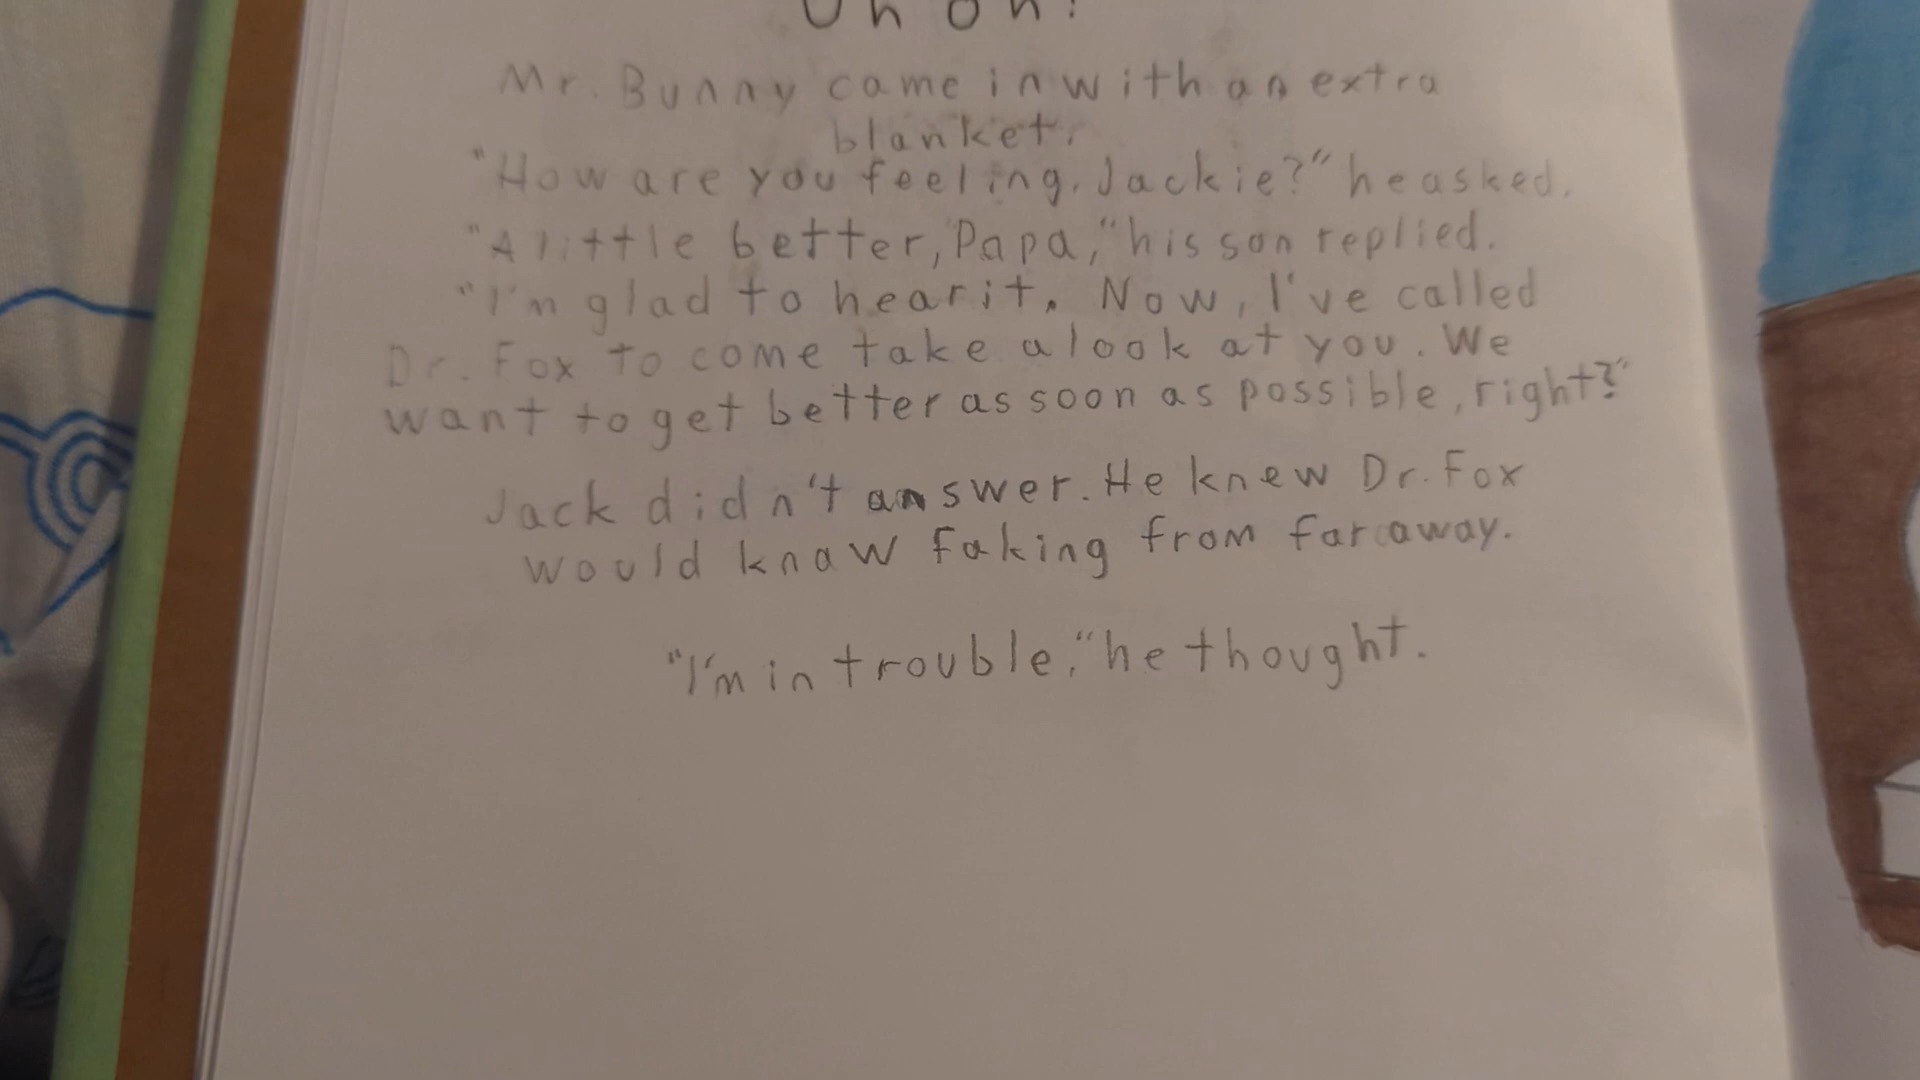 Uh oh!
Mr. Bunny came in with an extra
blanket.
"How are you feeling, Jackie?" he asked.
"A little better, Papa," his son replied.
"I'm glad to hear it. Now, I've called
Dr. Fox to come take a look at you. We
want to get better as soon as possible, right?"
Jack didn't answer. He knew Dr. Fox
would know faking from far away.
"I'm in trouble," he thought.